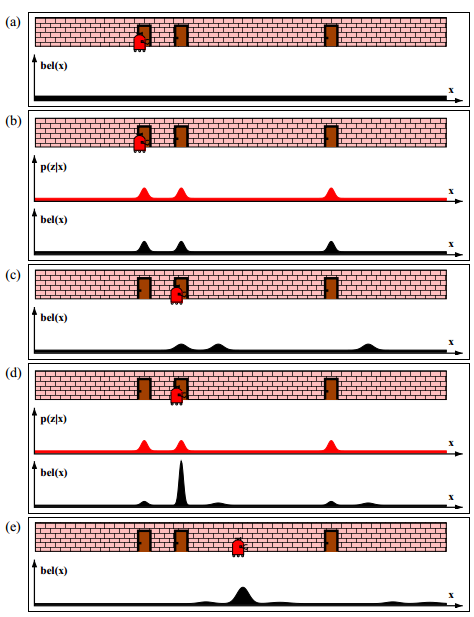 (a)
bel(x)
x
(b)
p(z|x)
x
bel(x)
x
(c)
bel(x)
x
(d)
p(z|x)
x
bel(x)
x
(e)
bel(x)
x